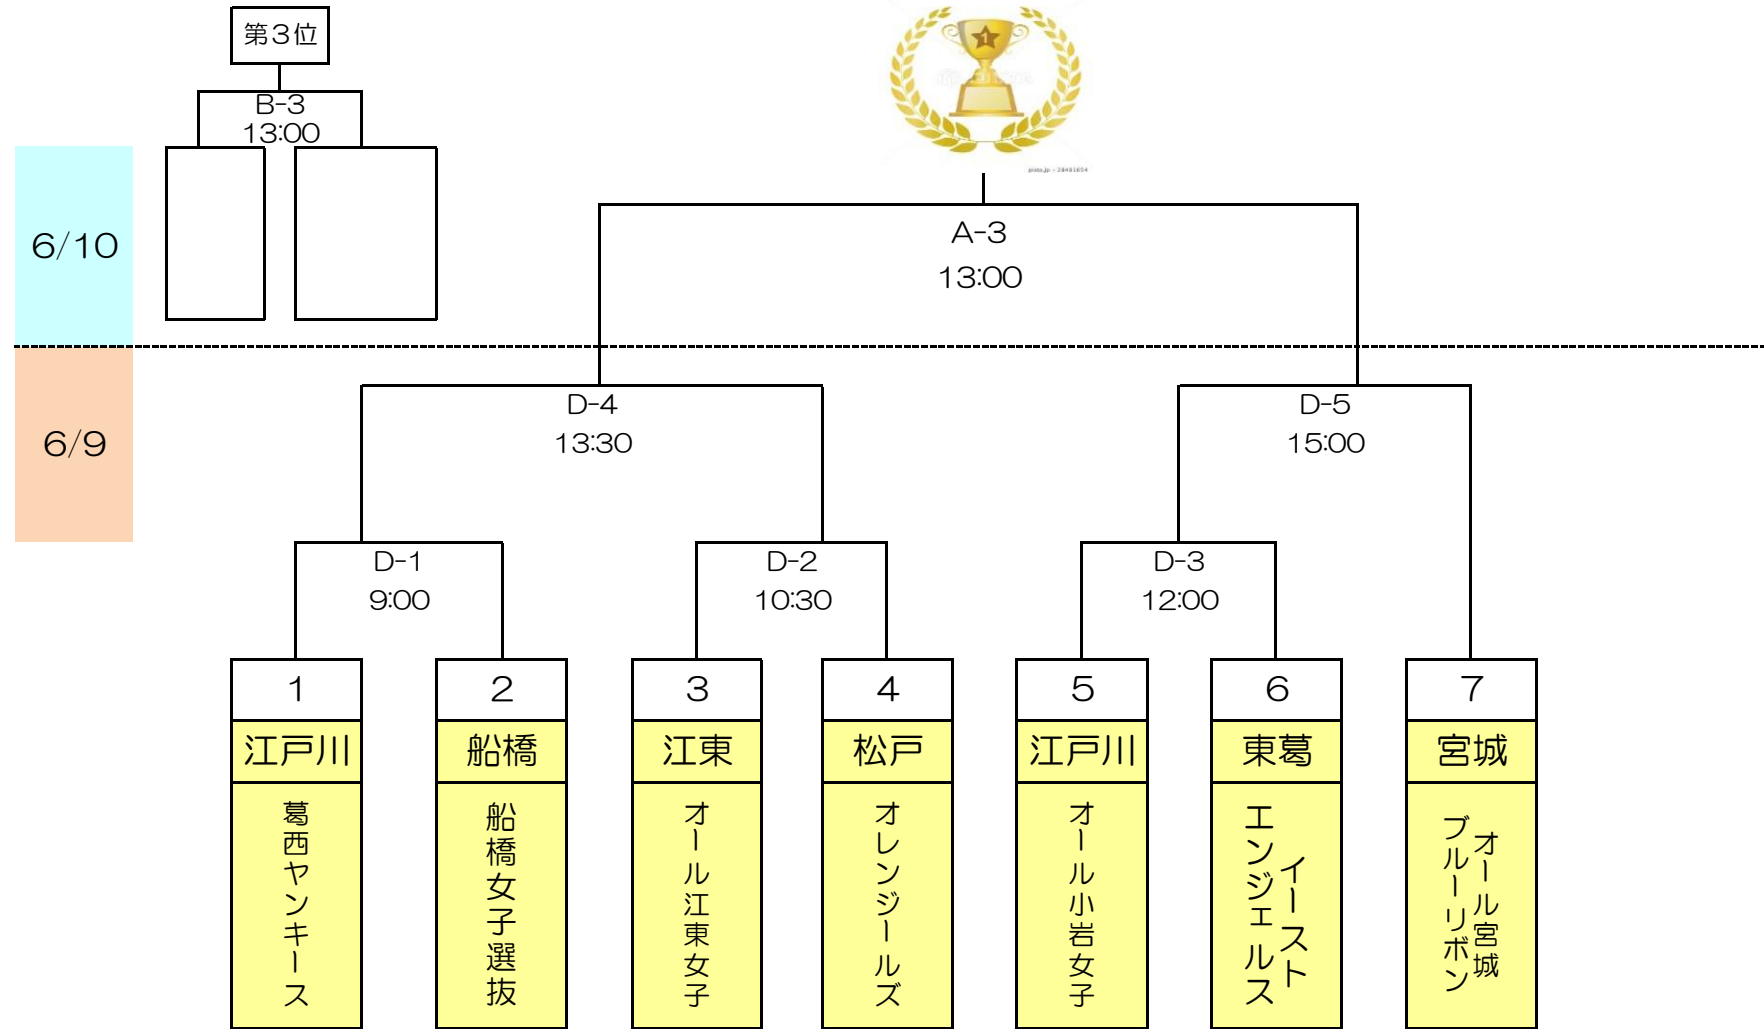 第3位
B-3
13:00
6/10
A-3
13:00
6/9
D-4
13:30
D-5
15:00
D-1
9:00
D-2
10:30
D-3
12:00
1
2
3
4
5
6
7
江戸川
船橋
江東
松戸
江戸川
東葛
宮城
葛西ヤンキース
船橋女子選抜
オール江東女子
オレンジールズ
オール小岩女子
イースト
エンジェルス
オール宮城
ブルーリボン
1
pixta.jp - 28481654